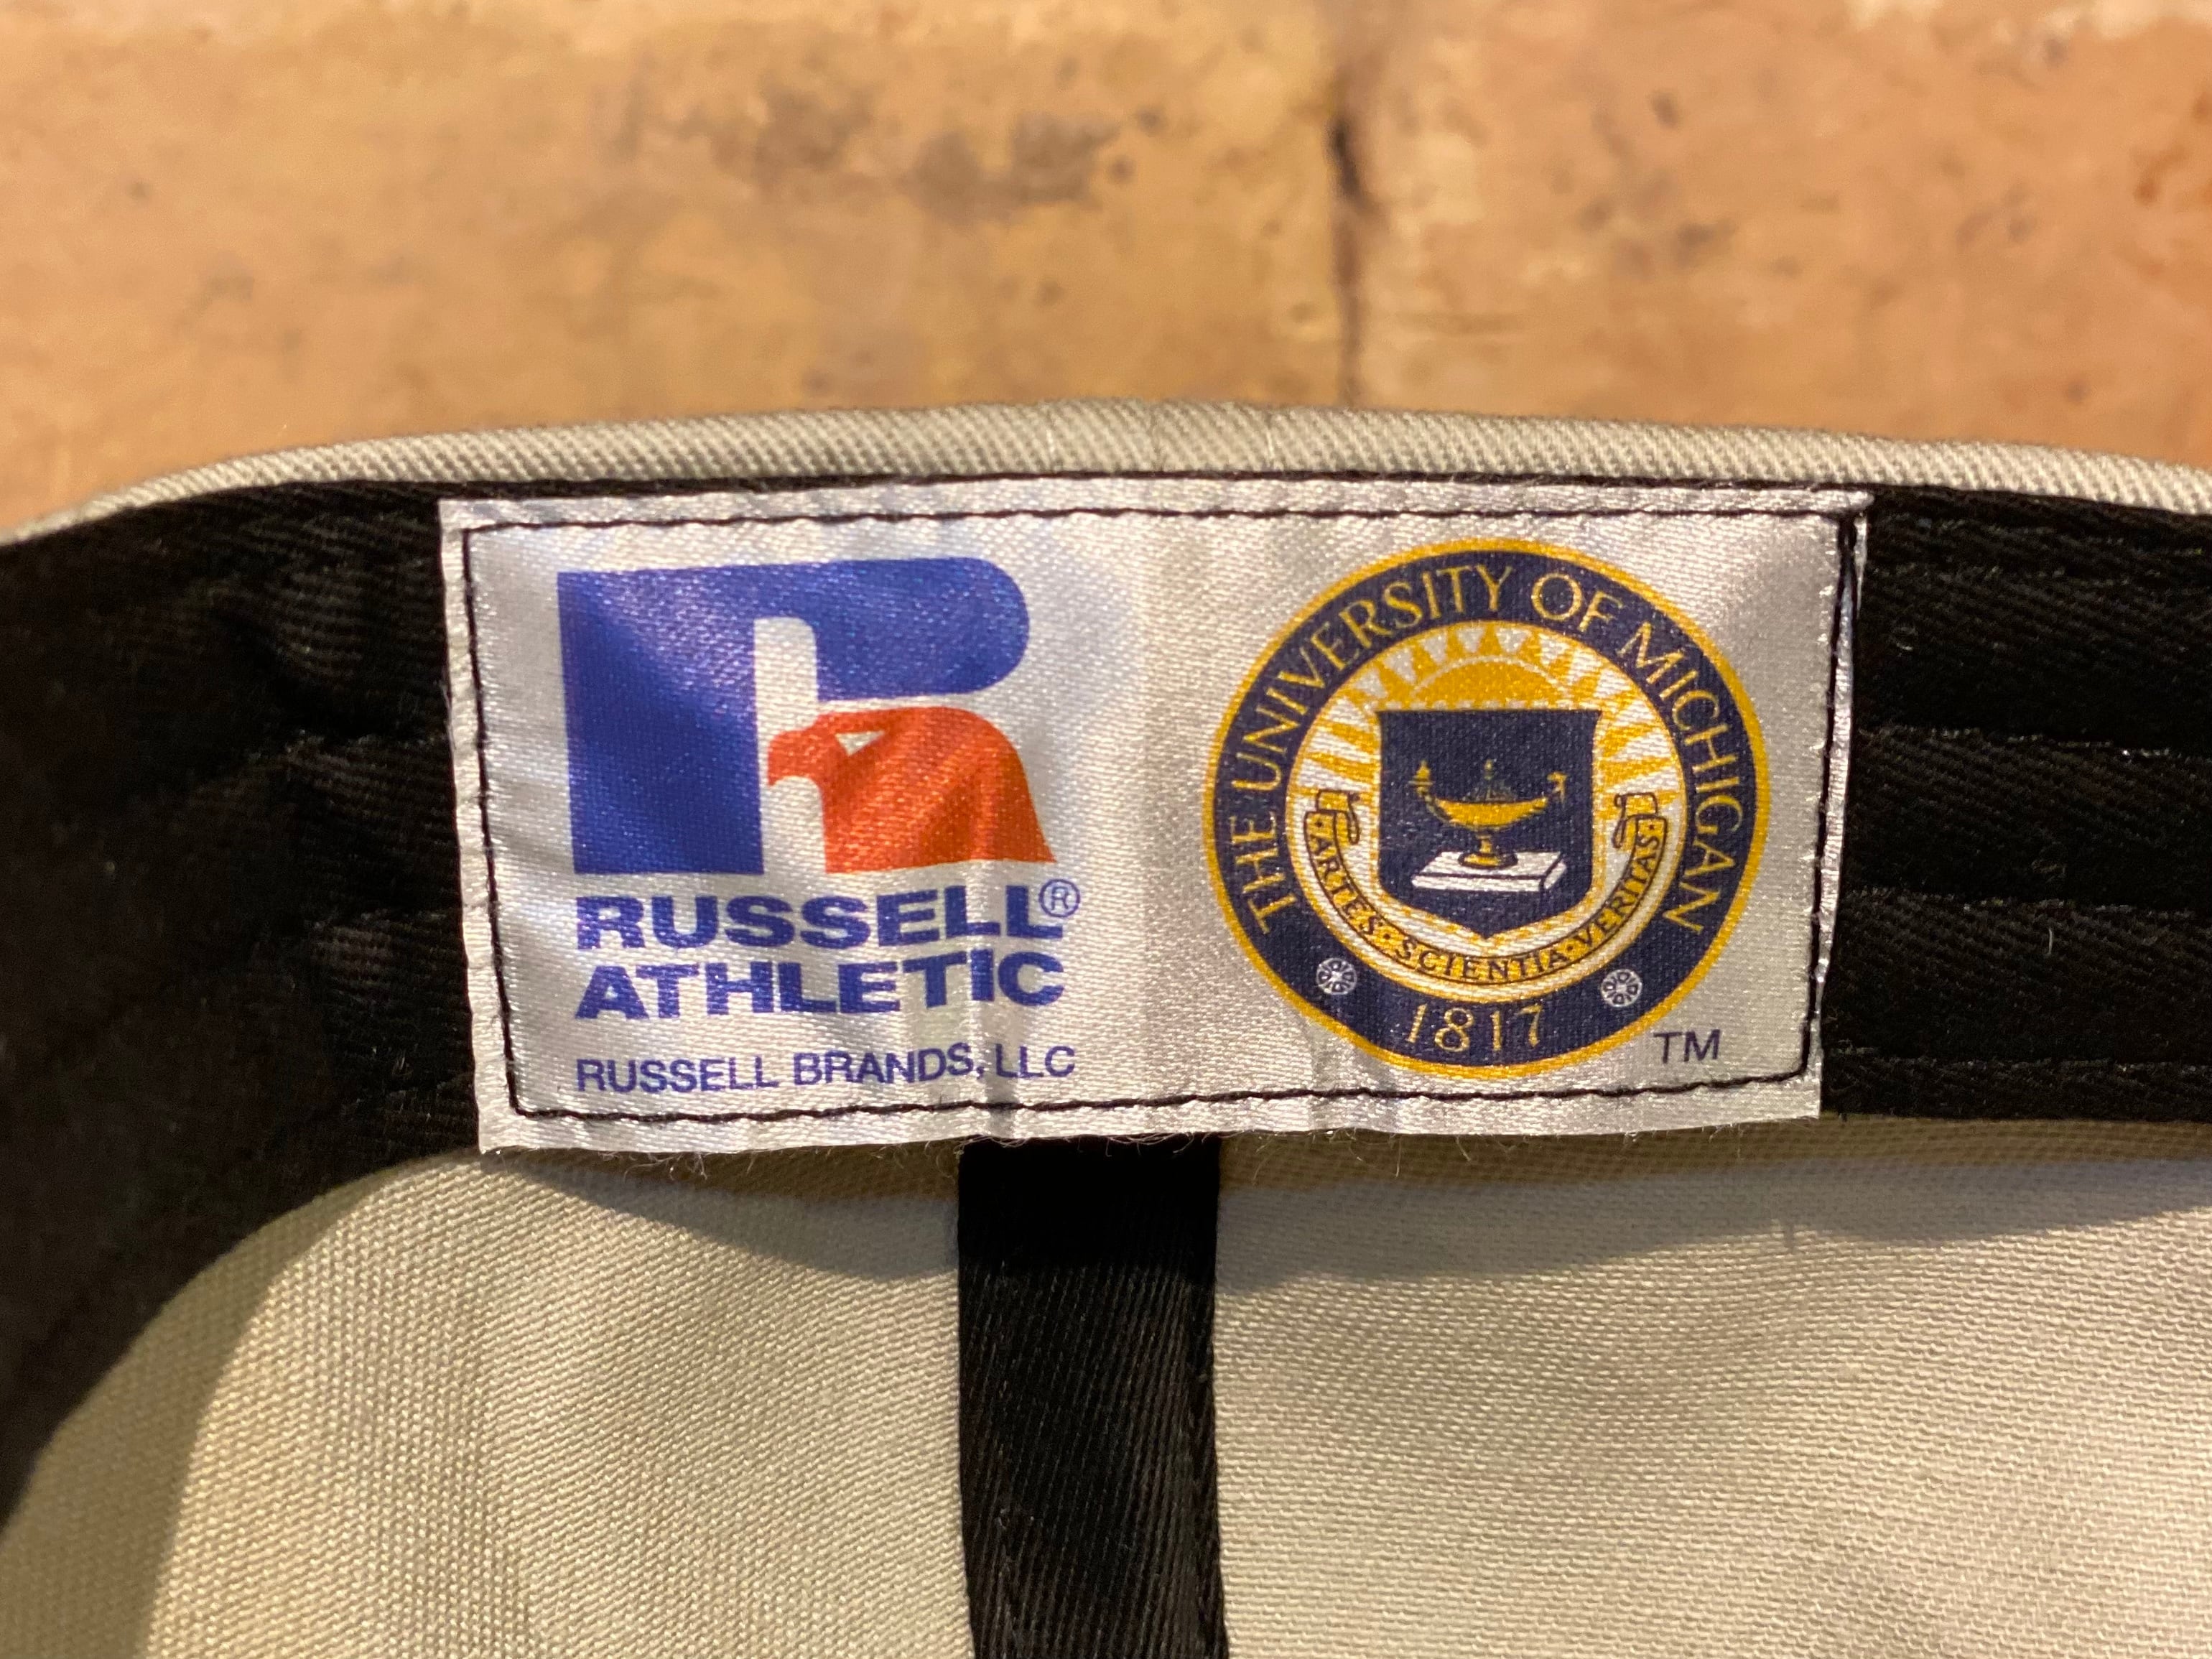 RUSSELL®
ATHLETIC
RUSSELL BRANDS, LLC
THE UNIVERSITY OF MICHIGAN
ARTES·SCIENTIA·VERITAS
1817
TM